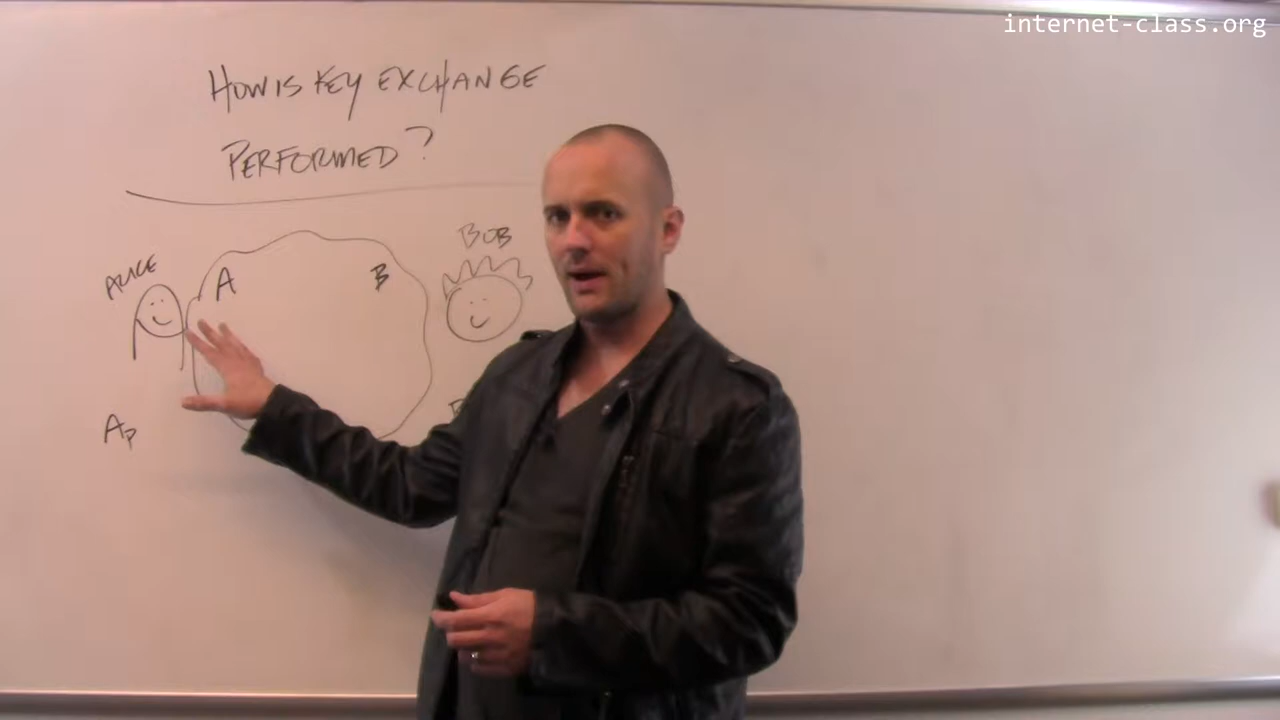 internet-class.org
HOW IS KEY EXCHANGE
PERFORMED?
ALICE
A
B
BOB
Ap